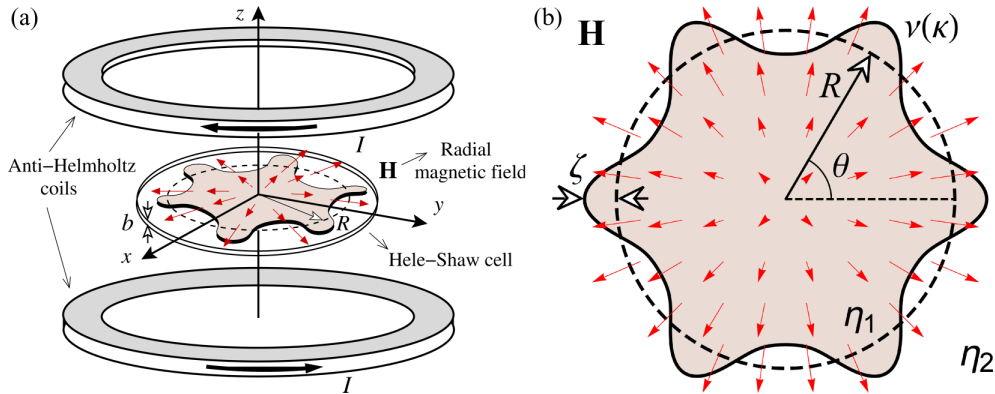 (a)
z
I
Anti−Helmholtz
coils
H
Radial
magnetic field
b
R
y
x
Hele−Shaw cell
I
(b)
H
ν(κ)
R
ζ
θ
η1
η2